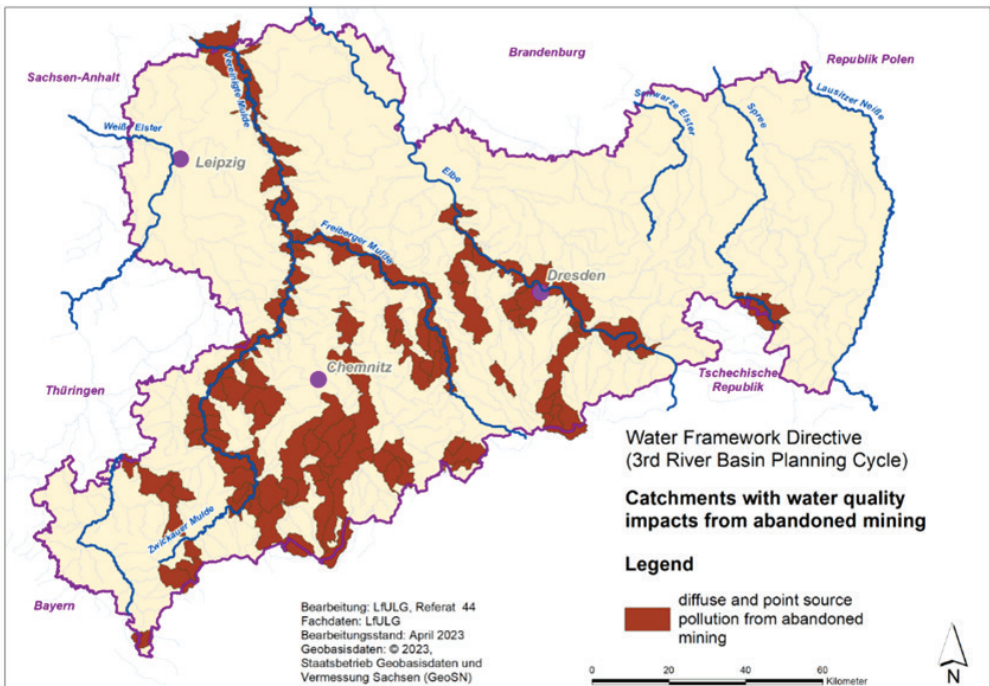 Brandenburg
Republik Polen
Sachsen-Anhalt
Vereinigte Mulde
Schwarze Elster
Lausitzer Neiße
Weiße Elster
Spree
Leipzig
Elbe
Freiberger Mulde
Dresden
Chemnitz
Tschechische
Republik
Thüringen
Zwickauer Mulde
Bayern
Water Framework Directive
(3rd River Basin Planning Cycle)
Catchments with water quality
impacts from abandoned mining
Legend
diffuse and point source
pollution from abandoned
mining
Bearbeitung: LfULG, Referat 44
Fachdaten: LfULG
Bearbeitungsstand: April 2023
Geobasisdaten: © 2023,
Staatsbetrieb Geobasisdaten und
Vermessung Sachsen (GeoSN)
0 20 40 60
Kilometer
N